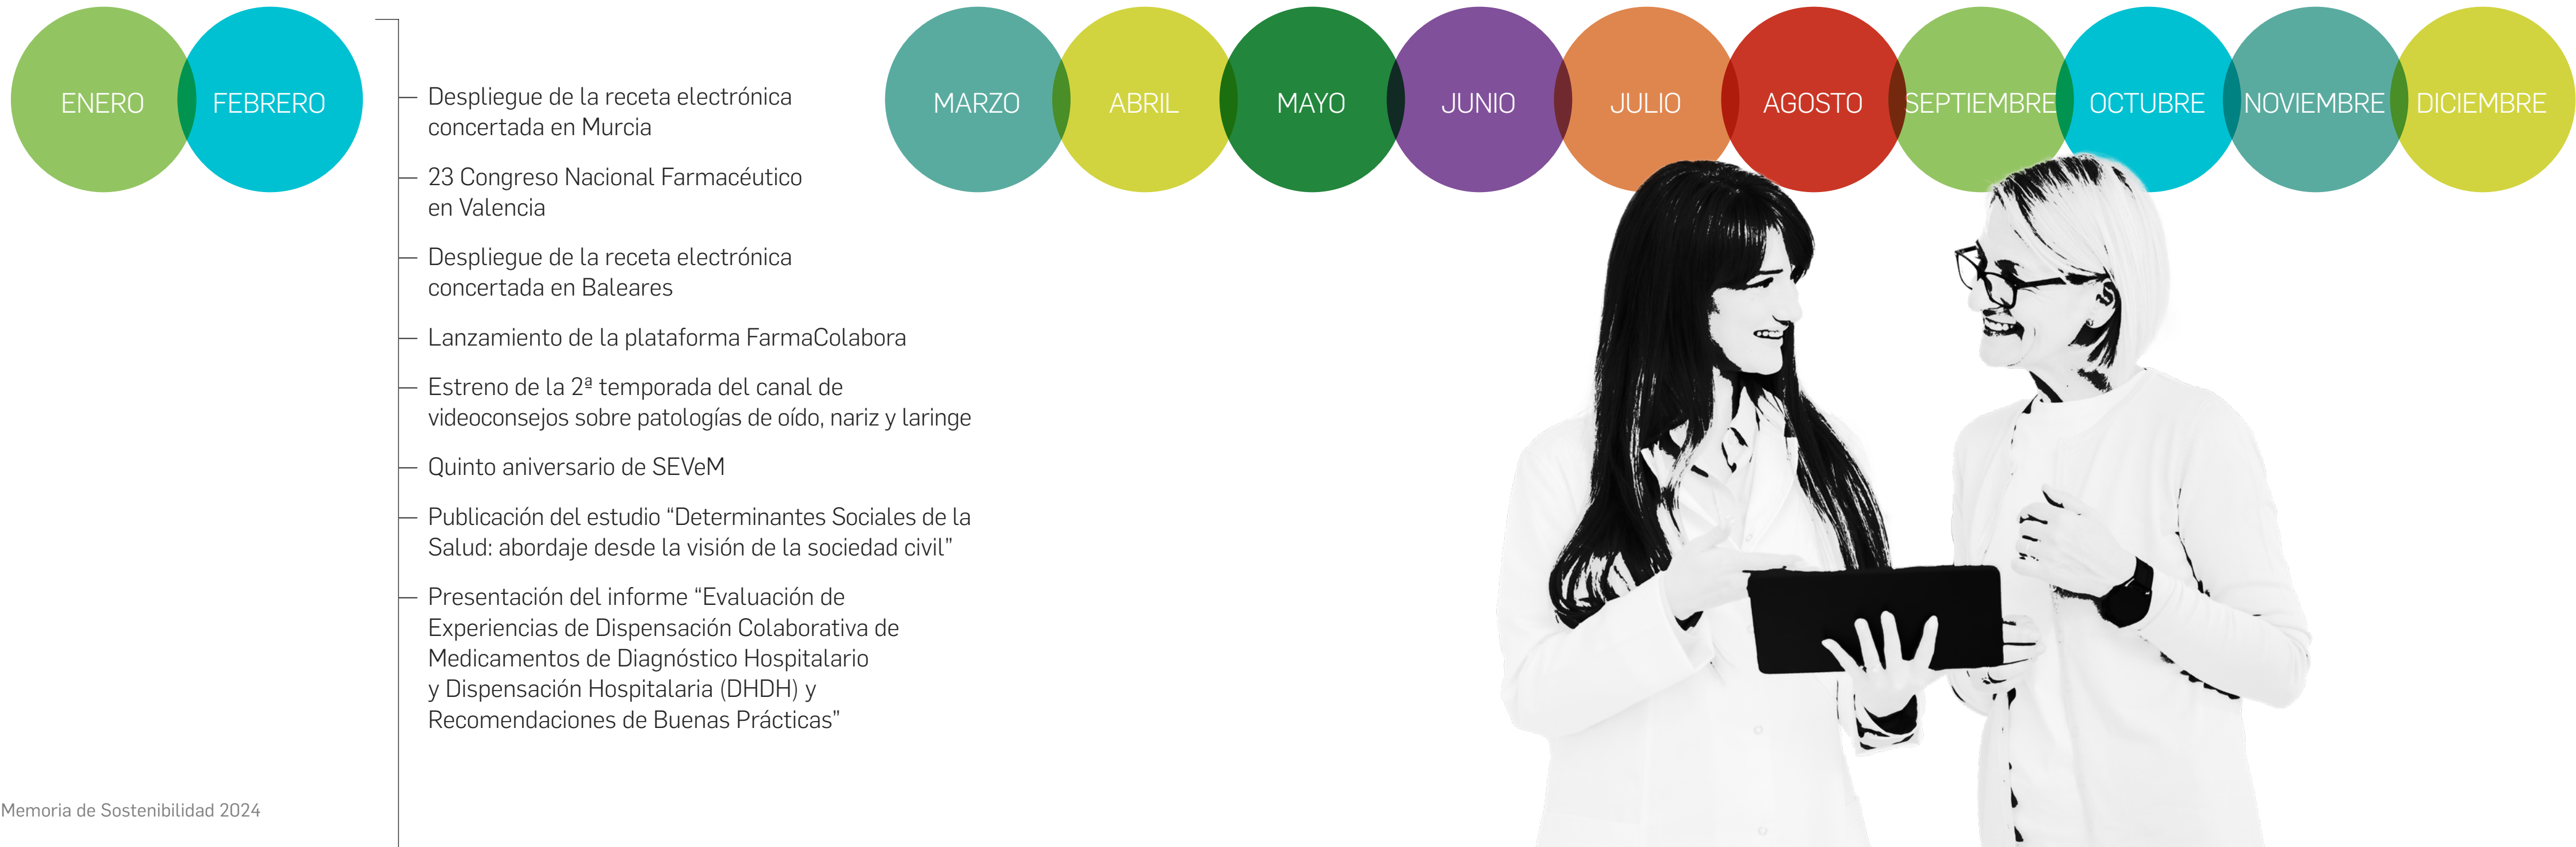 ENERO
FEBRERO
Despliegue de la receta electrónica
concertada en Murcia
23 Congreso Nacional Farmacéutico
en Valencia
Despliegue de la receta electrónica
concertada en Baleares
Lanzamiento de la plataforma FarmaColabora
Estreno de la 2ª temporada del canal de
videoconsejos sobre patologías de oído, nariz y laringe
Quinto aniversario de SEVeM
Publicación del estudio “Determinantes Sociales de la
Salud: abordaje desde la visión de la sociedad civil”
Presentación del informe “Evaluación de
Experiencias de Dispensación Colaborativa de
Medicamentos de Diagnóstico Hospitalario
y Dispensación Hospitalaria (DHDH) y
Recomendaciones de Buenas Prácticas”
MARZO
ABRIL
MAYO
JUNIO
JULIO
AGOSTO
SEPTIEMBRE
OCTUBRE
NOVIEMBRE
DICIEMBRE
Memoria de Sostenibilidad 2024